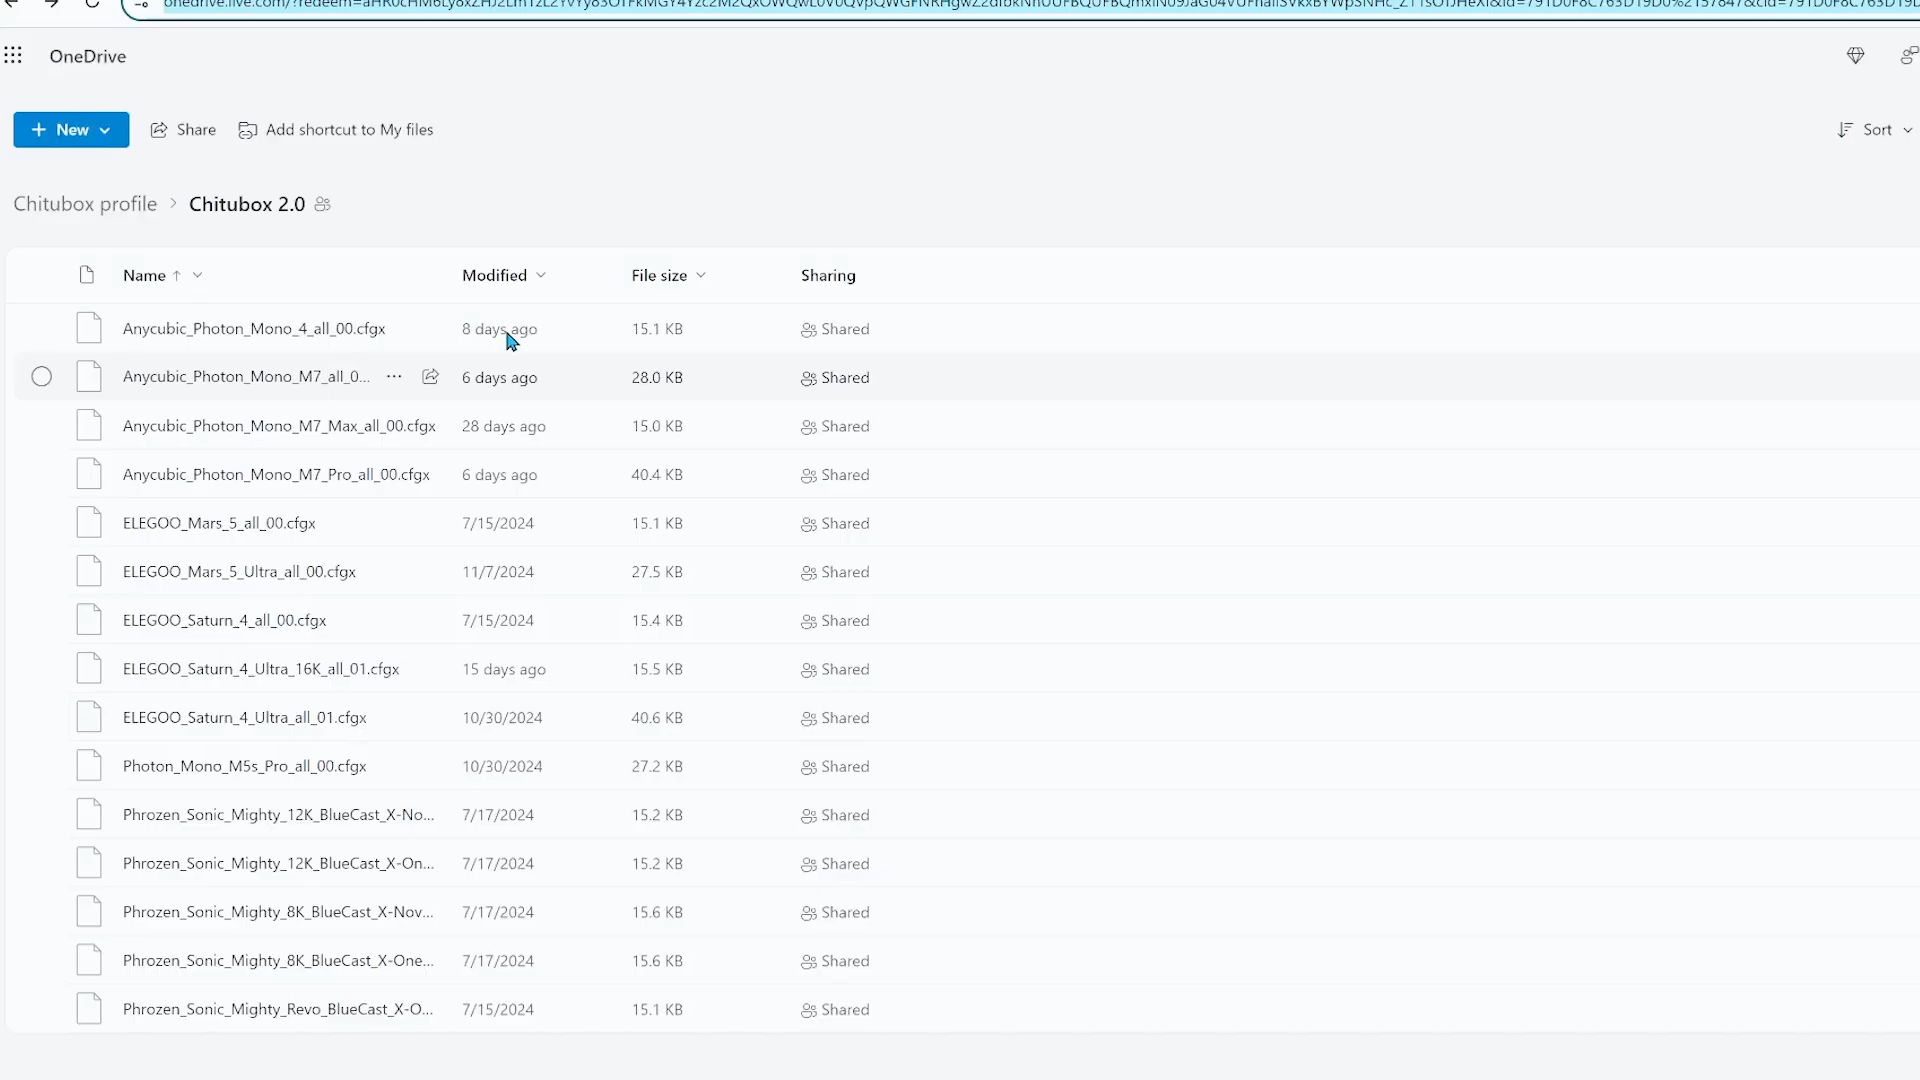 OneDrive
New
Share
Add shortcut to My files
Sort
Chitubox profile > Chitubox 2.0
Name ↑ Modified File size Sharing
Anycubic_Photon_Mono_4_all_00.cfgx 8 days ago 15.1 KB Shared
Anycubic_Photon_Mono_M7_all_0... ··· 6 days ago 28.0 KB Shared
Anycubic_Photon_Mono_M7_Max_all_00.cfgx 28 days ago 15.0 KB Shared
Anycubic_Photon_Mono_M7_Pro_all_00.cfgx 6 days ago 40.4 KB Shared
ELEGOO_Mars_5_all_00.cfgx 7/15/2024 15.1 KB Shared
ELEGOO_Mars_5_Ultra_all_00.cfgx 11/7/2024 27.5 KB Shared
ELEGOO_Saturn_4_all_00.cfgx 7/15/2024 15.4 KB Shared
ELEGOO_Saturn_4_Ultra_16K_all_01.cfgx 15 days ago 15.5 KB Shared
ELEGOO_Saturn_4_Ultra_all_01.cfgx 10/30/2024 40.6 KB Shared
Photon_Mono_M5s_Pro_all_00.cfgx 10/30/2024 27.2 KB Shared
Phrozen_Sonic_Mighty_12K_BlueCast_X-No... 7/17/2024 15.2 KB Shared
Phrozen_Sonic_Mighty_12K_BlueCast_X-On... 7/17/2024 15.2 KB Shared
Phrozen_Sonic_Mighty_8K_BlueCast_X-Nov... 7/17/2024 15.6 KB Shared
Phrozen_Sonic_Mighty_8K_BlueCast_X-One... 7/17/2024 15.6 KB Shared
Phrozen_Sonic_Mighty_Revo_BlueCast_X-O... 7/15/2024 15.1 KB Shared